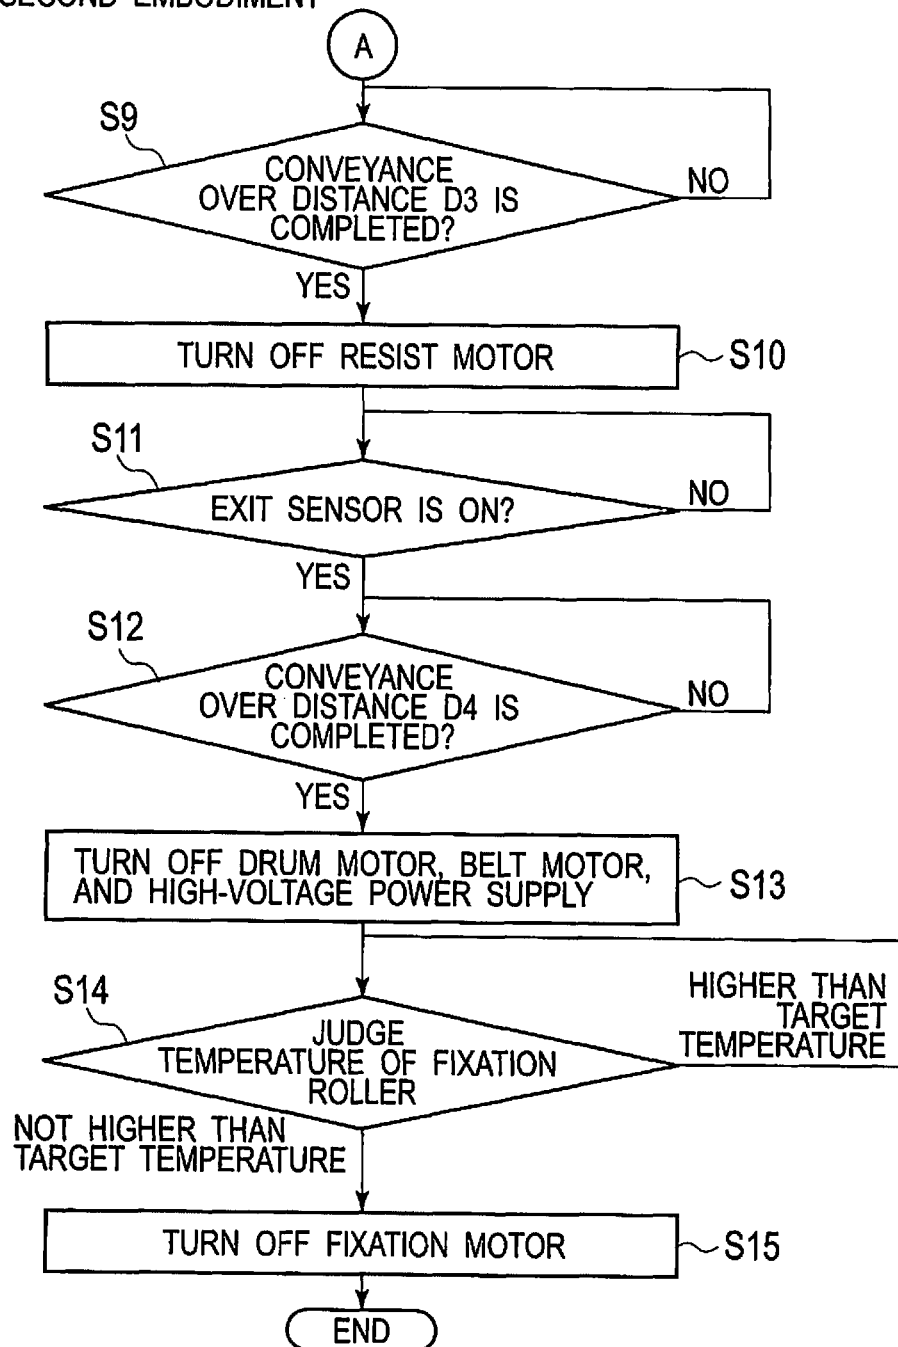 SECOND EMBODIMENT
A
S9
CONVEYANCE
OVER DISTANCE D3 IS
COMPLETED?
NO
YES
TURN OFF RESIST MOTOR
S10
S11
EXIT SENSOR IS ON?
NO
YES
S12
CONVEYANCE
OVER DISTANCE D4 IS
COMPLETED?
NO
YES
TURN OFF DRUM MOTOR, BELT MOTOR,
AND HIGH-VOLTAGE POWER SUPPLY
S13
S14
JUDGE
TEMPERATURE OF FIXATION
ROLLER
HIGHER THAN
TARGET
TEMPERATURE
NOT HIGHER THAN
TARGET TEMPERATURE
TURN OFF FIXATION MOTOR
S15
END